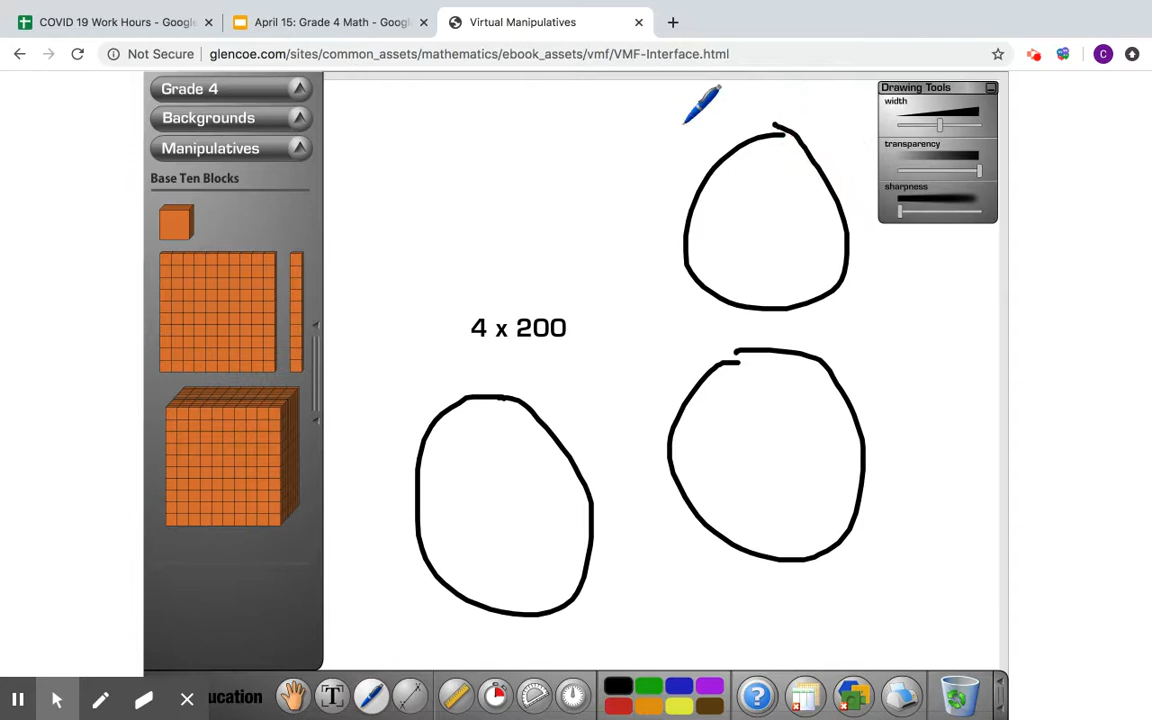 COVID 19 Work Hours - Google
April 15: Grade 4 Math - Googl
Virtual Manipulatives
Not Secure
glencoe.com/sites/common_assets/mathematics/ebook_assets/vmf/VMF-Interface.html
C
Grade 4
Backgrounds
Manipulatives
Base Ten Blocks
Drawing Tools
width
transparency
sharpness
4 x 200
ucation
T
?